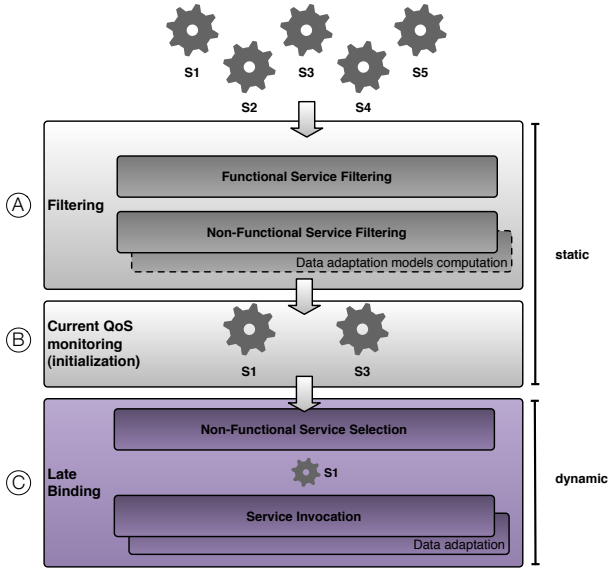 S1
S3
S5
S2
S4
A
Filtering
Functional Service Filtering
Non-Functional Service Filtering
Data adaptation models computation
static
B
Current QoS
monitoring
(initialization)
S1
S3
C
Late
Binding
Non-Functional Service Selection
S1
Service Invocation
Data adaptation
dynamic